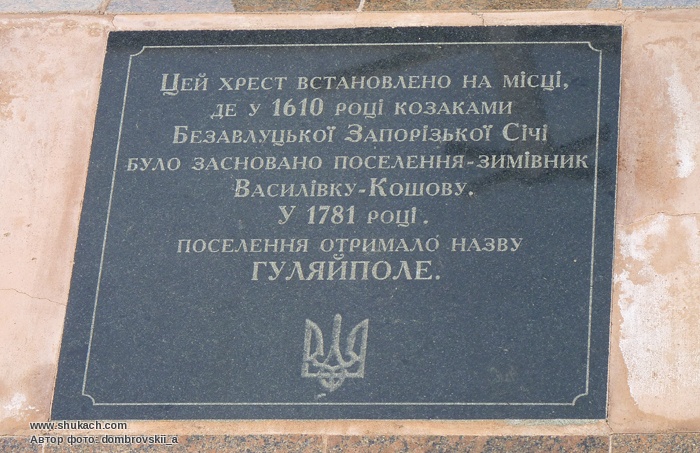 Цей хрест встановлено на місці,
де у 1610 році козаками
Безавлуцької Запорізької Січі
було засновано поселення-зимівник
Василівку-Кошову.
У 1781 році.
поселення отримало назву
ГУЛЯЙПОЛЕ.
www.shukach.com
Автор фото: dombrovskii_a